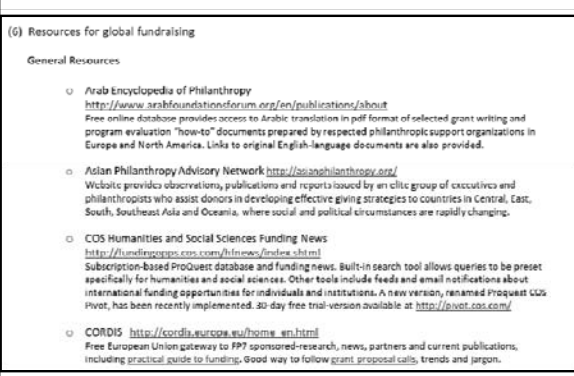 (6) Resources for global fundraising
General Resources
o Arab Encyclopedia of Philanthropy
http://www.arabfoundationsforum.org/en/publications/about
Free online database provides access to Arabic translation in pdf format of selected grant writing and
program evaluation "how-to" documents prepared by respected philanthropic support organizations in
Europe and North America. Links to original English-language documents are also provided.
o Asian Philanthropy Advisory Network http://asianphilanthropy.org/
Website provides observations, publications and reports issued by an elite group of executives and
philanthropists who assist donors in developing effective giving strategies to countries in Central, East,
South, Southeast Asia and Oceania, where social and political circumstances are rapidly changing.
o COS Humanities and Social Sciences Funding News
http://fundingopps.cos.com/hfnews/index.shtml
Subscription-based ProQuest database and funding news. Built-in search tool allows queries to be preset
specifically for humanities and social sciences. Other tools include feeds and email notifications about
international funding opportunities for individuals and institutions. A new version, renamed Proquest COS
Pivot, has been recently implemented. 30-day free trial-version available at http://pivot.cos.com/
o CORDIS http://cordis.europa.eu/home_en.html
Free European Union gateway to FP7 sponsored-research, news, partners and current publications,
including practical guide to funding. Good way to follow grant proposal calls, trends and jargon.